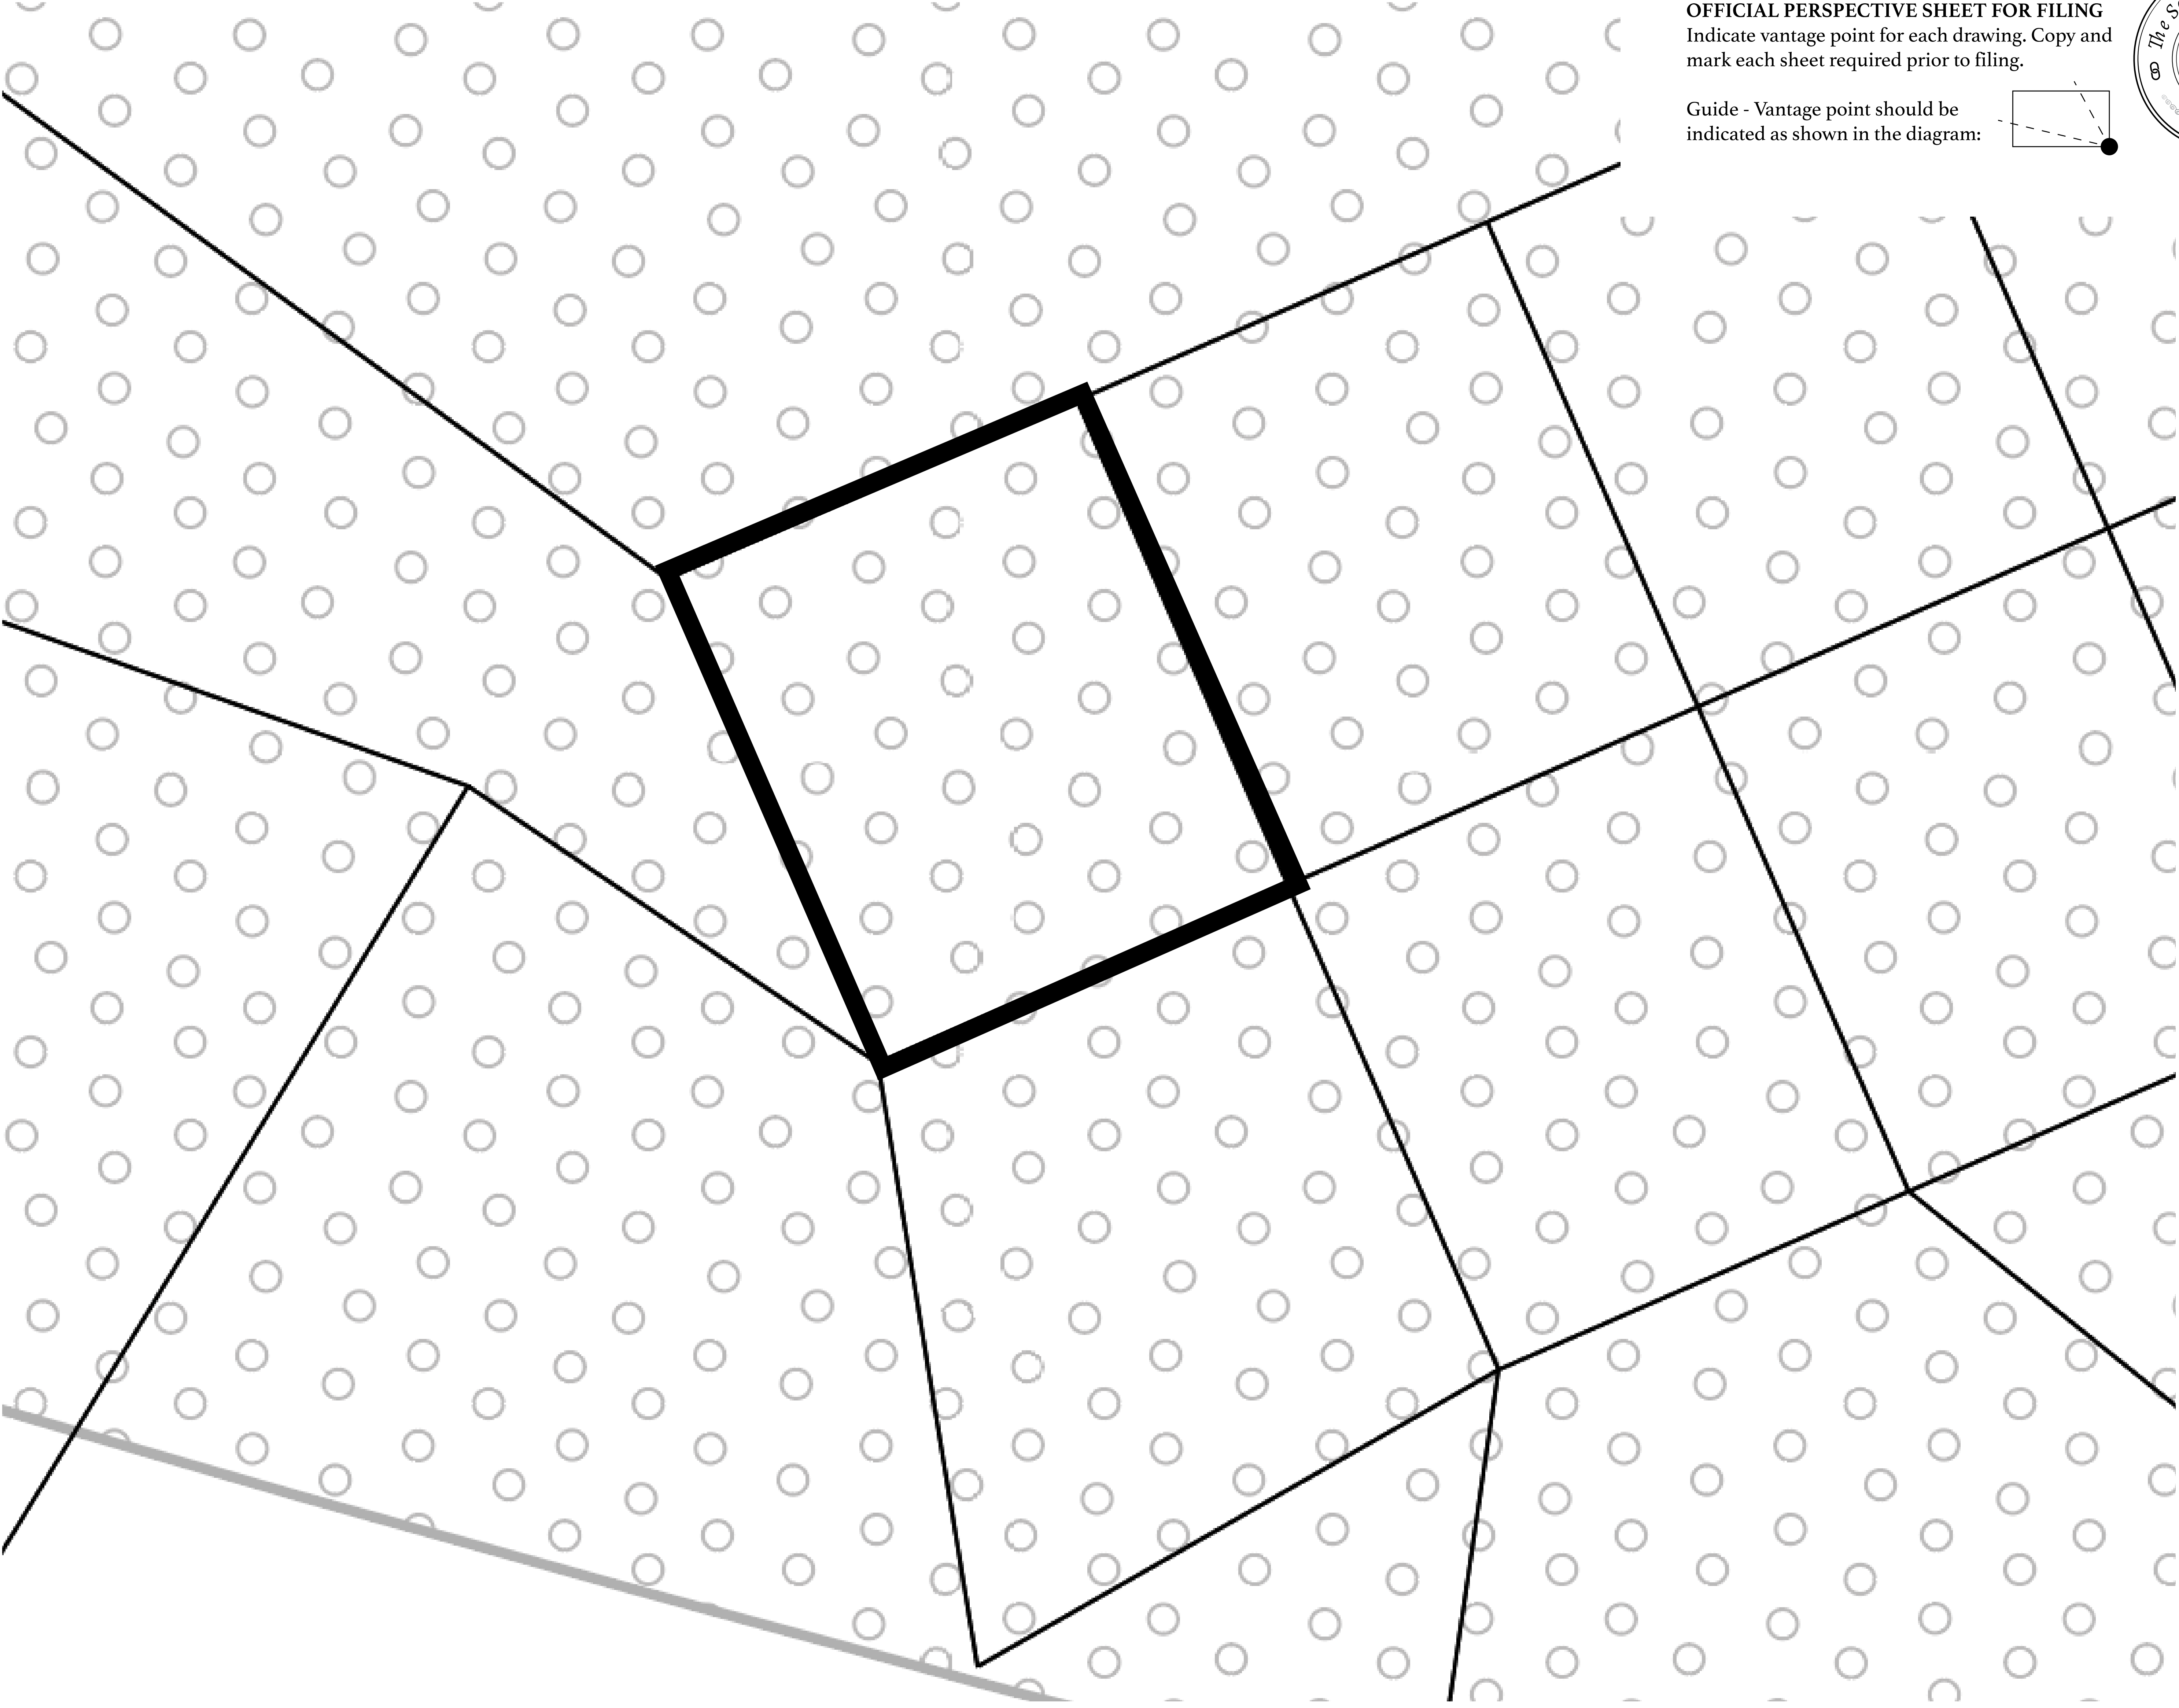 OFFICIAL PERSPECTIVE SHEET FOR FILING
Indicate vantage point for each drawing. Copy and
mark each sheet required prior to filing.
Guide - Vantage point should be
indicated as shown in the diagram:
The